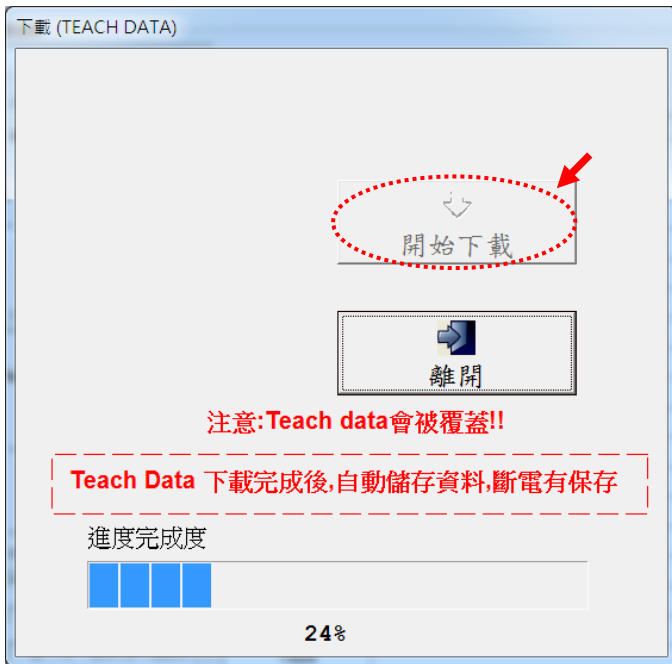 下載 (TEACH DATA)
開始下載
離開
注意:Teach data會被覆蓋!!
Teach Data 下載完成後,自動儲存資料,斷電有保存
進度完成度
24%